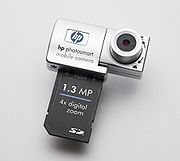 hp
hp photosmart
mobile camera
1.3 MP
4x digital
zoom
SD